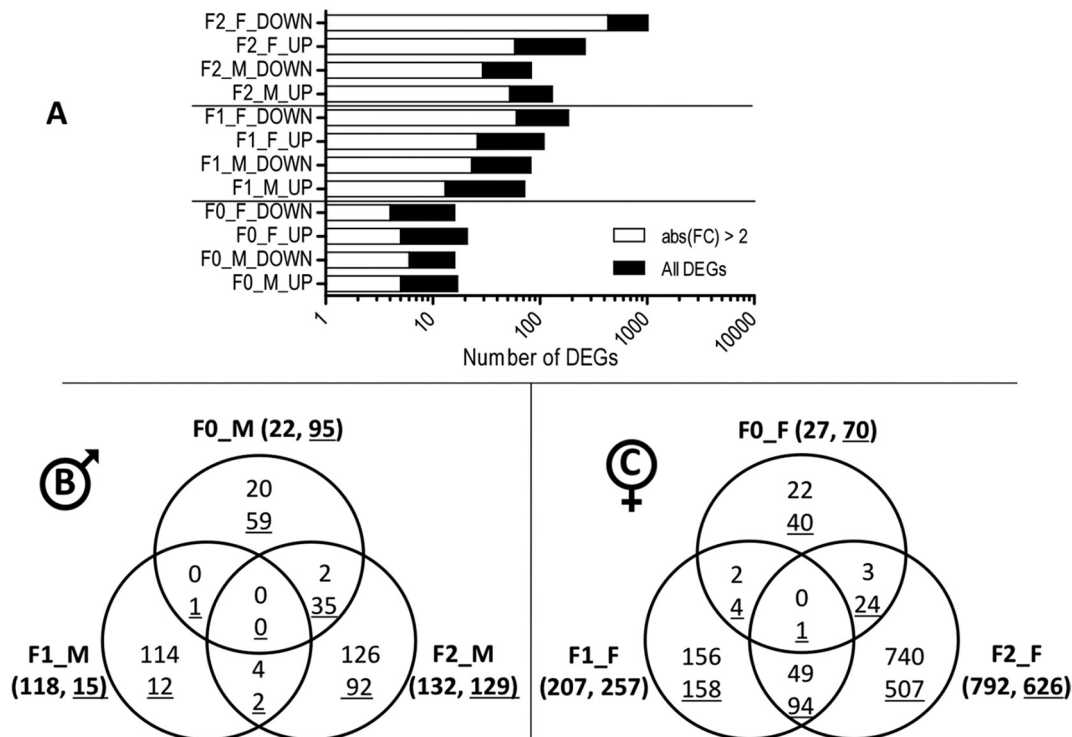 A
F2_F_DOWN
F2_F_UP
F2_M_DOWN
F2_M_UP
F1_F_DOWN
F1_F_UP
F1_M_DOWN
F1_M_UP
F0_F_DOWN
F0_F_UP
F0_M_DOWN
F0_M_UP
abs(FC) > 2
All DEGs
1
10
100
1000
10000
Number of DEGs
B
F0_M (22, 95)
20
59
0
1
0
0
2
35
F1_M
(118, 15)
114
12
4
2
126
92
F2_M
(132, 129)
C
F0_F (27, 70)
22
40
2
4
0
1
3
24
F1_F
(207, 257)
156
158
49
94
740
507
F2_F
(792, 626)